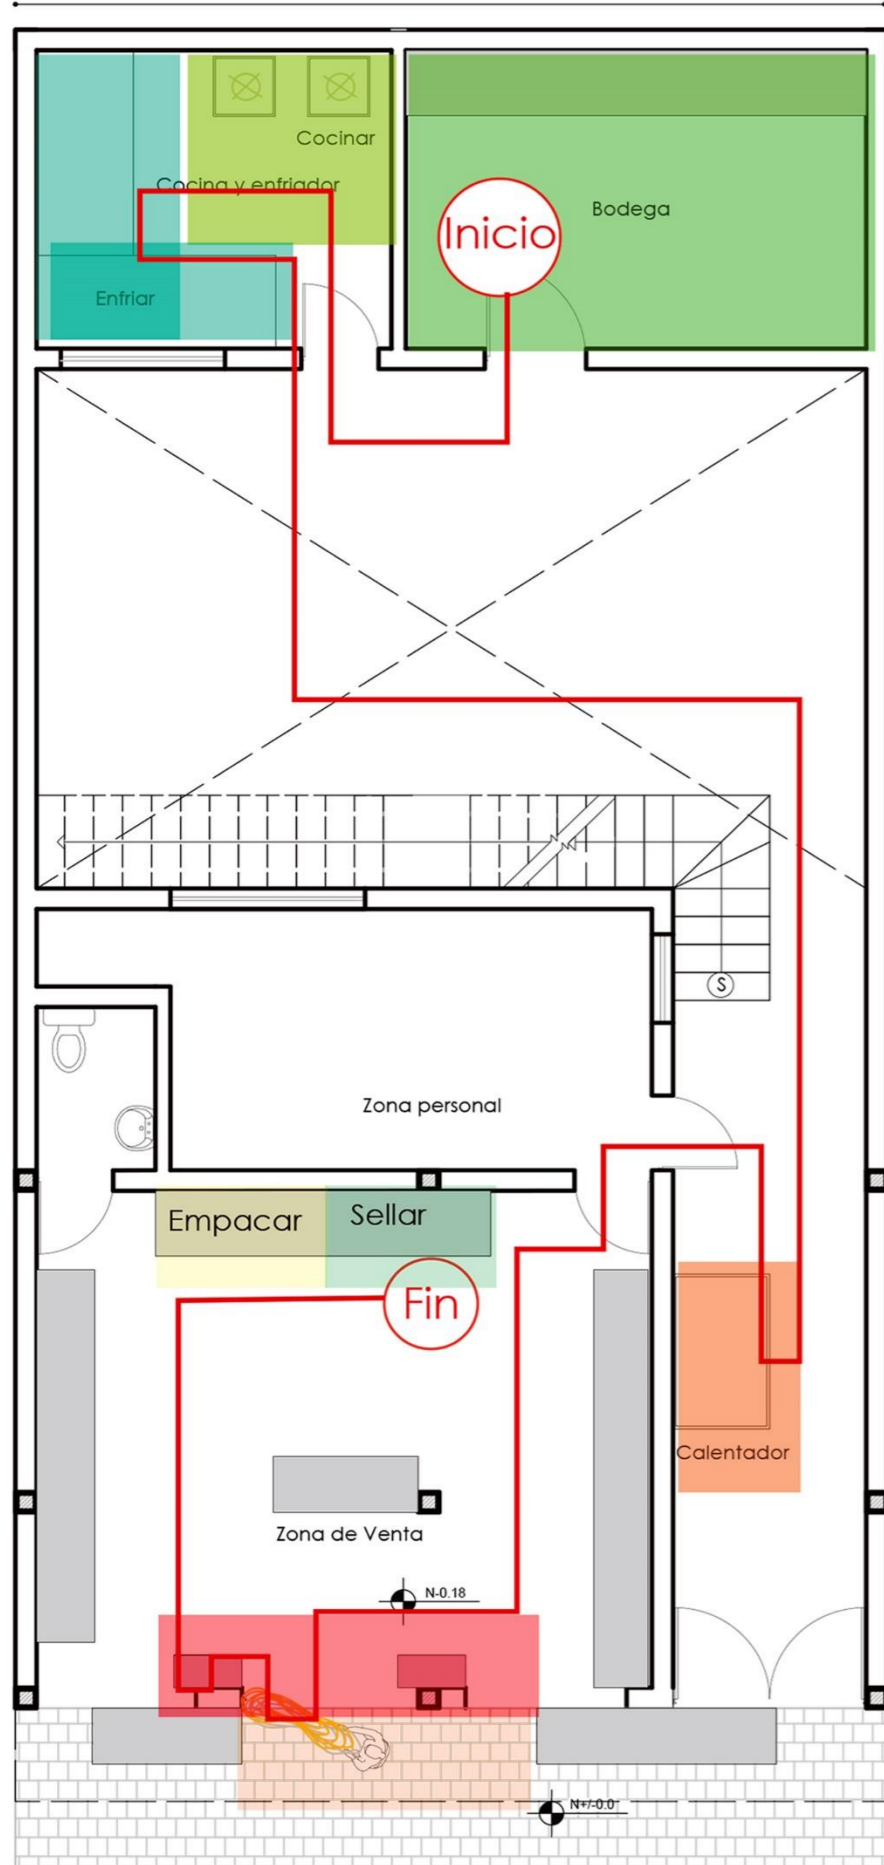 Cocinar
Cocina y enfriador
Bodega
Inicio
Enfriar
S
Zona personal
Empacar
Sellar
Fin
Calentador
Zona de Venta
N-0.18
N+/-0.0